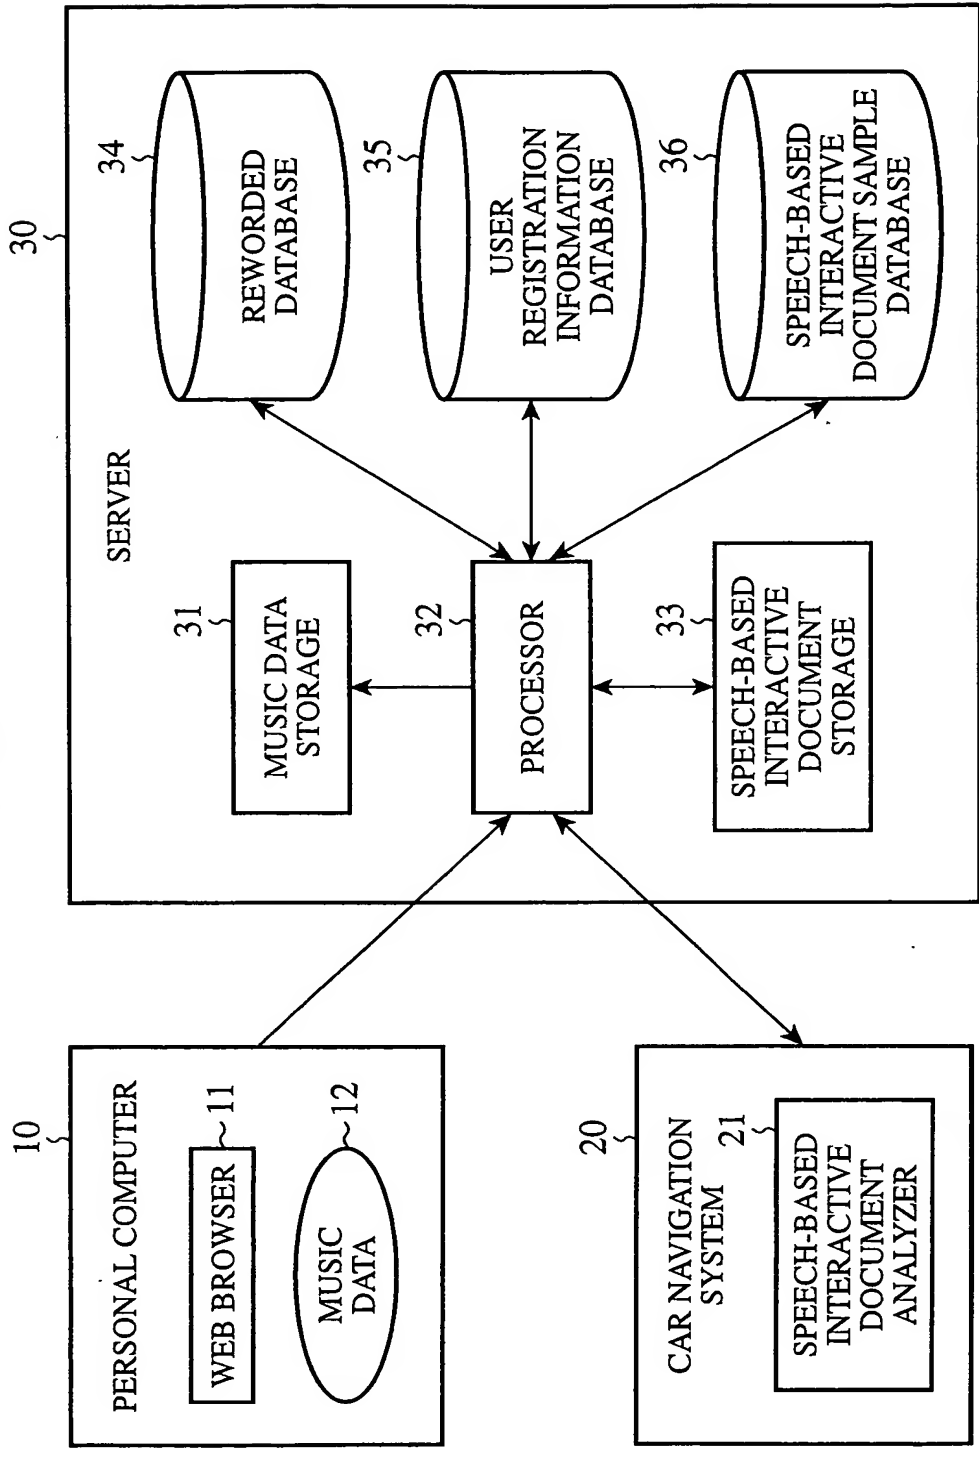 10
PERSONAL COMPUTER
WEB BROWSER
11
MUSIC
DATA
12
20
CAR NAVIGATION
SYSTEM
21
SPEECH-BASED
INTERACTIVE
DOCUMENT
ANALYZER
30
SERVER
31
MUSIC DATA
STORAGE
32
PROCESSOR
33
SPEECH-BASED
INTERACTIVE
DOCUMENT
STORAGE
34
REWORDED
DATABASE
35
USER
REGISTRATION
INFORMATION
DATABASE
36
SPEECH-BASED
INTERACTIVE
DOCUMENT SAMPLE
DATABASE